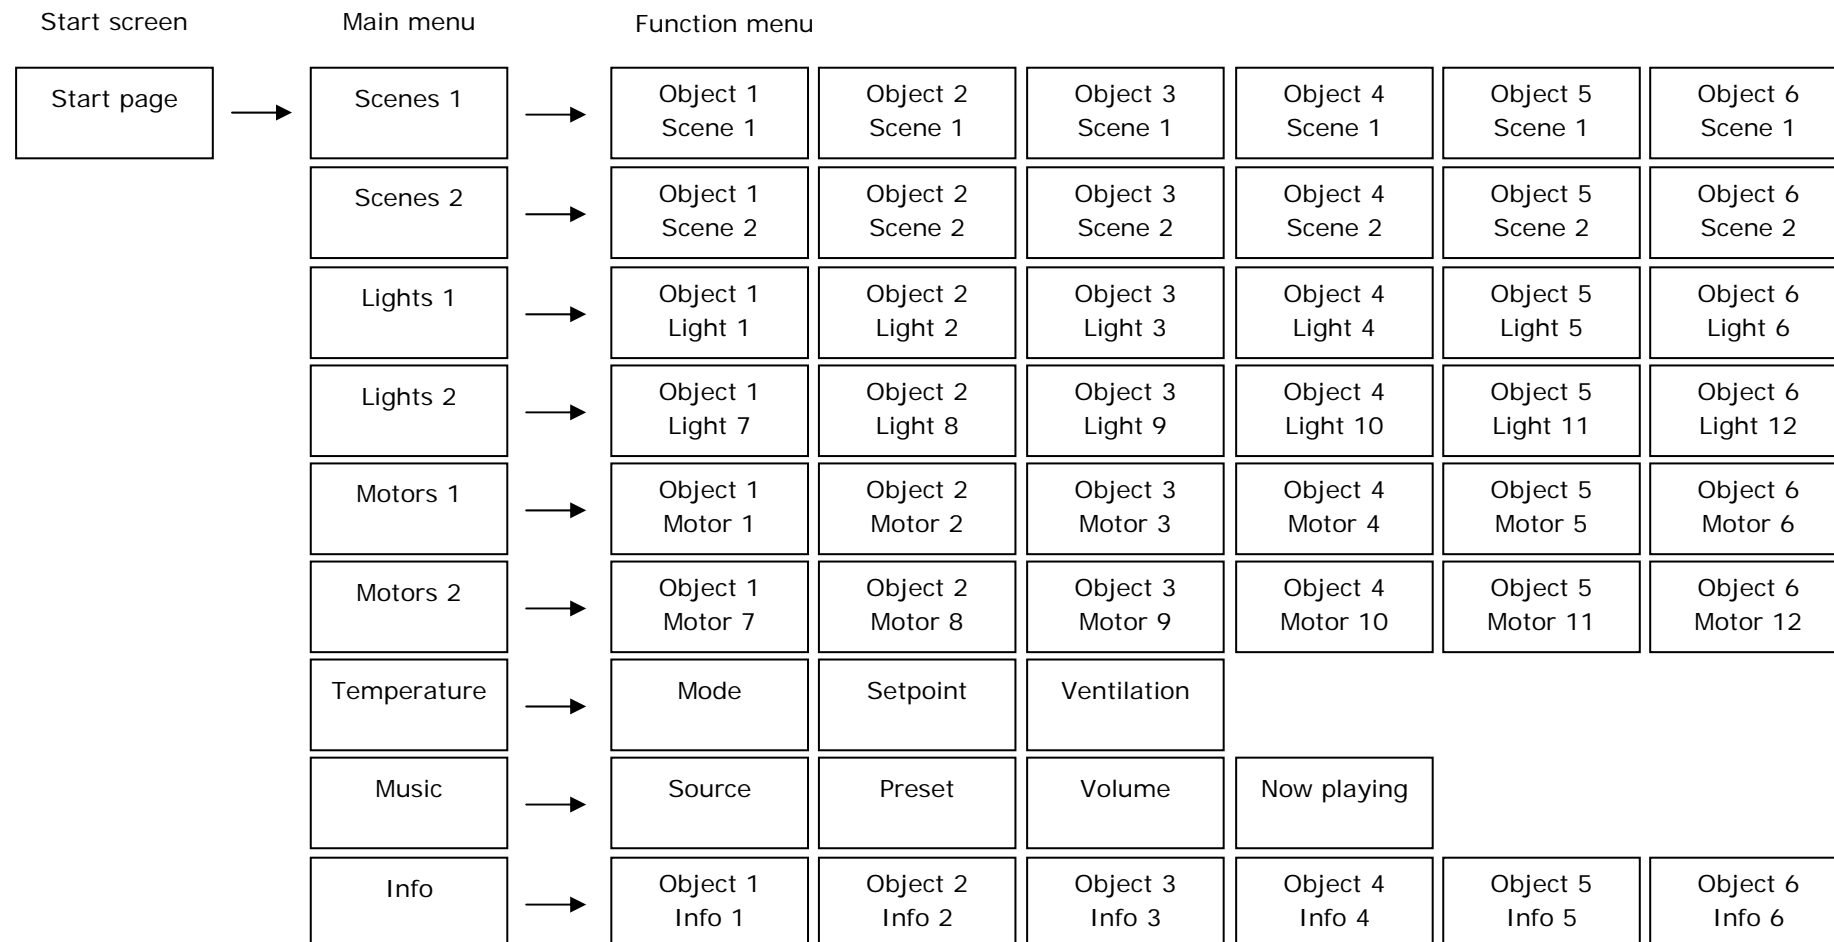 Start screen
Main menu
Function menu
Start page
Scenes 1
Object 1
Scene 1
Object 2
Scene 1
Object 3
Scene 1
Object 4
Scene 1
Object 5
Scene 1
Object 6
Scene 1
Scenes 2
Object 1
Scene 2
Object 2
Scene 2
Object 3
Scene 2
Object 4
Scene 2
Object 5
Scene 2
Object 6
Scene 2
Lights 1
Object 1
Light 1
Object 2
Light 2
Object 3
Light 3
Object 4
Light 4
Object 5
Light 5
Object 6
Light 6
Lights 2
Object 1
Light 7
Object 2
Light 8
Object 3
Light 9
Object 4
Light 10
Object 5
Light 11
Object 6
Light 12
Motors 1
Object 1
Motor 1
Object 2
Motor 2
Object 3
Motor 3
Object 4
Motor 4
Object 5
Motor 5
Object 6
Motor 6
Motors 2
Object 1
Motor 7
Object 2
Motor 8
Object 3
Motor 9
Object 4
Motor 10
Object 5
Motor 11
Object 6
Motor 12
Temperature
Mode
Setpoint
Ventilation
Music
Source
Preset
Volume
Now playing
Info
Object 1
Info 1
Object 2
Info 2
Object 3
Info 3
Object 4
Info 4
Object 5
Info 5
Object 6
Info 6